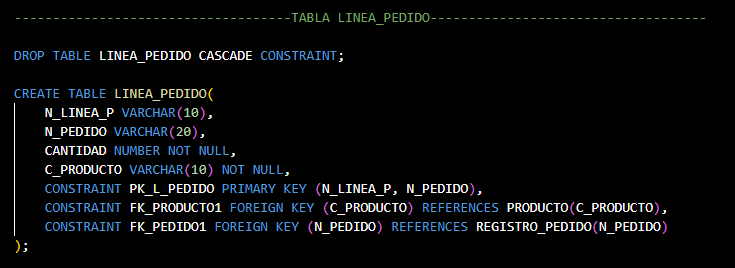 -----------------------------------TABLA LINEA_PEDIDO-----------------------------------
DROP TABLE LINEA_PEDIDO CASCADE CONSTRAINT;
CREATE TABLE LINEA_PEDIDO(
    N_LINEA_P VARCHAR(10),
    N_PEDIDO VARCHAR(20),
    CANTIDAD NUMBER NOT NULL,
    C_PRODUCTO VARCHAR(10) NOT NULL,
    CONSTRAINT PK_L_PEDIDO PRIMARY KEY (N_LINEA_P, N_PEDIDO),
    CONSTRAINT FK_PRODUCTO1 FOREIGN KEY (C_PRODUCTO) REFERENCES PRODUCTO(C_PRODUCTO),
    CONSTRAINT FK_PEDIDO1 FOREIGN KEY (N_PEDIDO) REFERENCES REGISTRO_PEDIDO(N_PEDIDO)
);